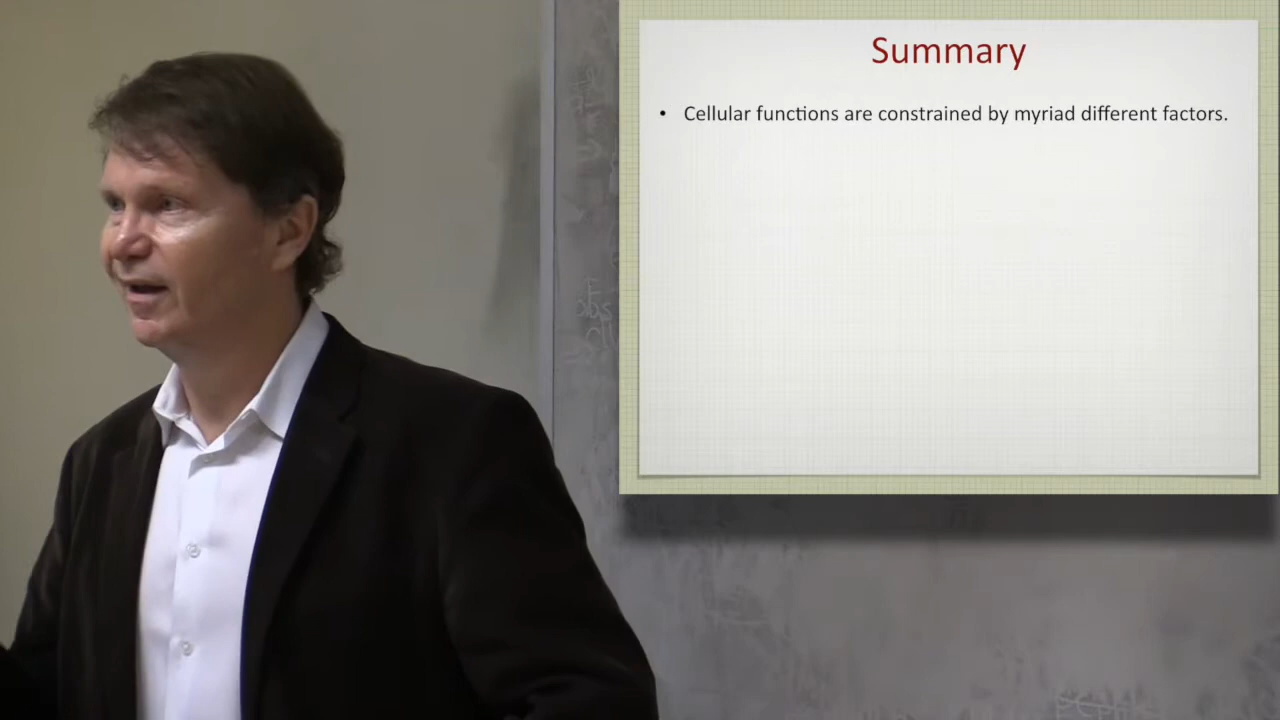 Summary
• Cellular functions are constrained by myriad different factors.